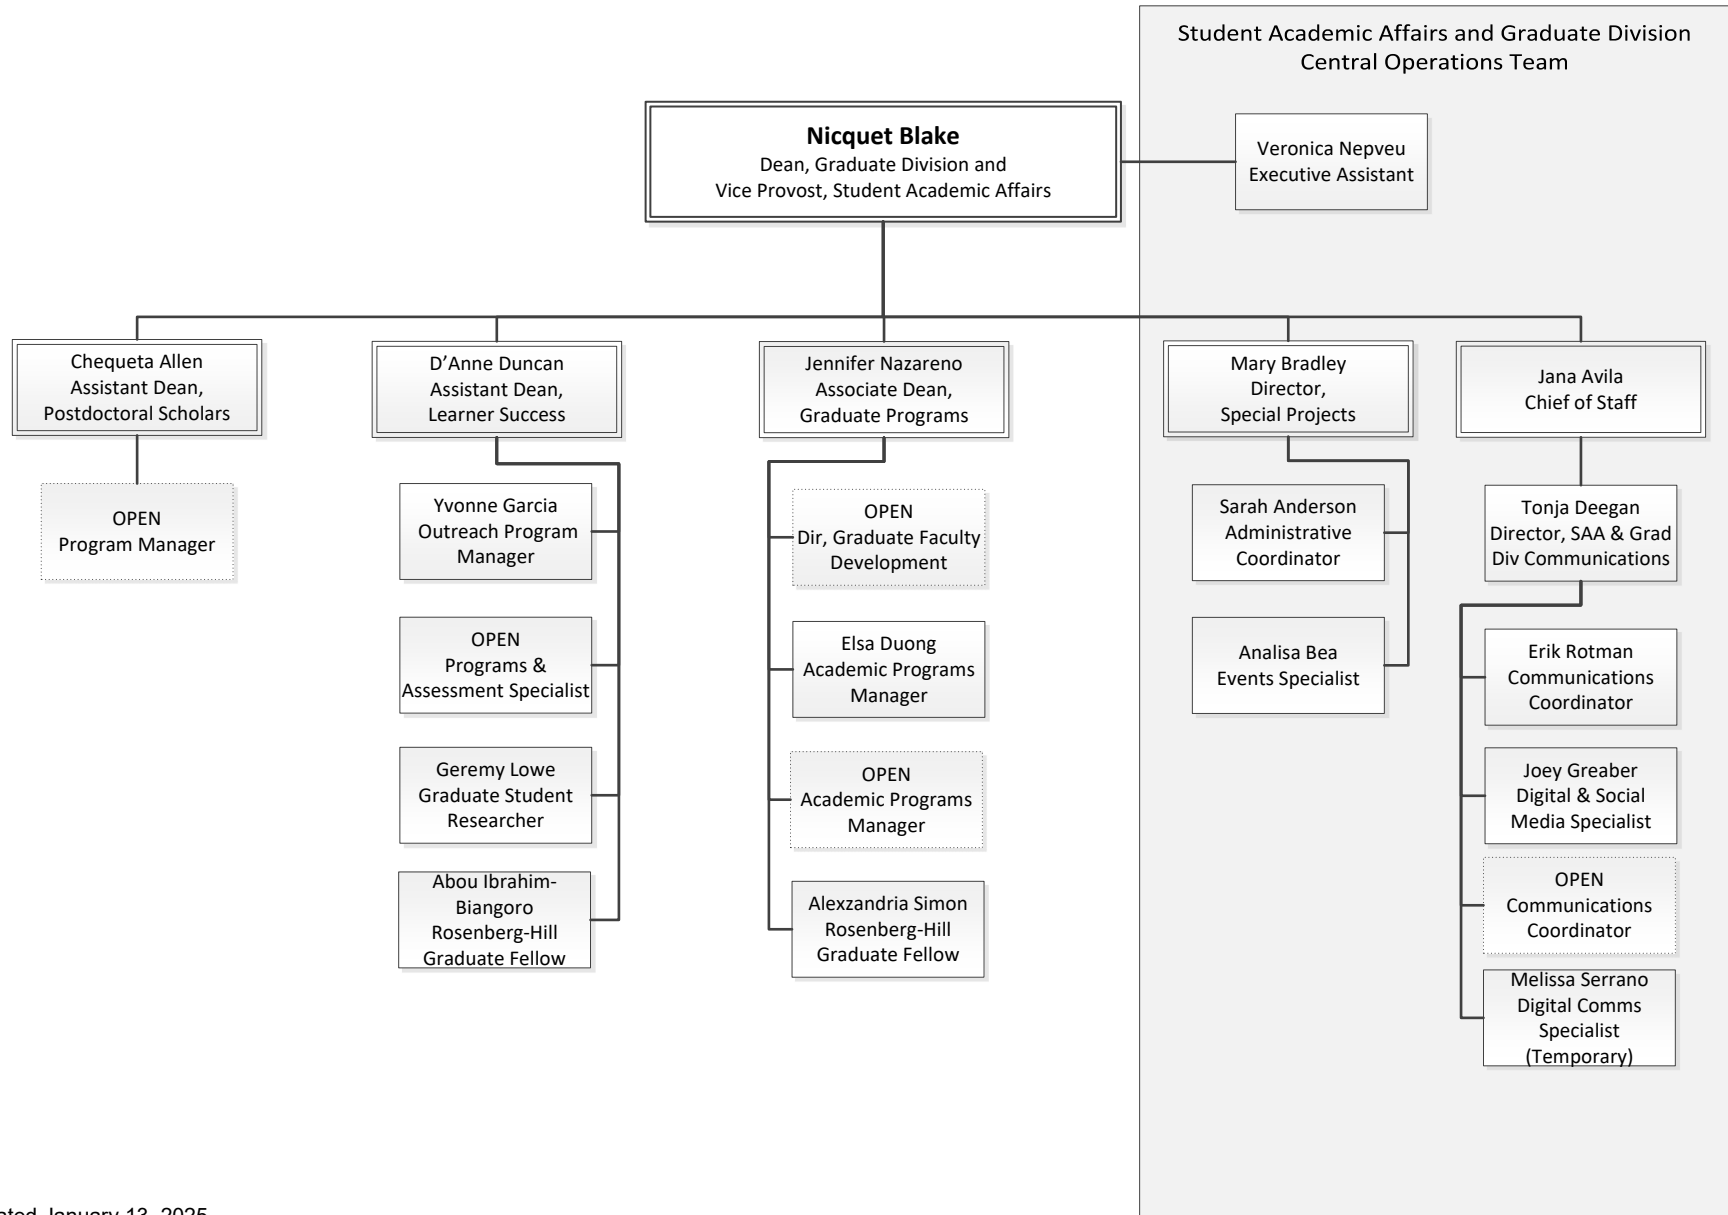 Student Academic Affairs and Graduate Division
Central Operations Team
Nicquet Blake
Dean, Graduate Division and
Vice Provost, Student Academic Affairs
Veronica Nepveu
Executive Assistant
Chequeta Allen
Assistant Dean,
Postdoctoral Scholars
D’Anne Duncan
Assistant Dean,
Learner Success
Jennifer Nazareno
Associate Dean,
Graduate Programs
Mary Bradley
Director,
Special Projects
Jana Avila
Chief of Staff
OPEN
Program Manager
Yvonne Garcia
Outreach Program
Manager
OPEN
Programs &
Assessment Specialist
Geremy Lowe
Graduate Student
Researcher
Abou Ibrahim-
Biangoro
Rosenberg-Hill
Graduate Fellow
OPEN
Dir, Graduate Faculty
Development
Elsa Duong
Academic Programs
Manager
OPEN
Academic Programs
Manager
Alexzandria Simon
Rosenberg-Hill
Graduate Fellow
Sarah Anderson
Administrative
Coordinator
Analisa Bea
Events Specialist
Tonja Deegan
Director, SAA & Grad
Div Communications
Erik Rotman
Communications
Coordinator
Joey Greaber
Digital & Social
Media Specialist
OPEN
Communications
Coordinator
Melissa Serrano
Digital Comms
Specialist
(Temporary)
January 13, 2025